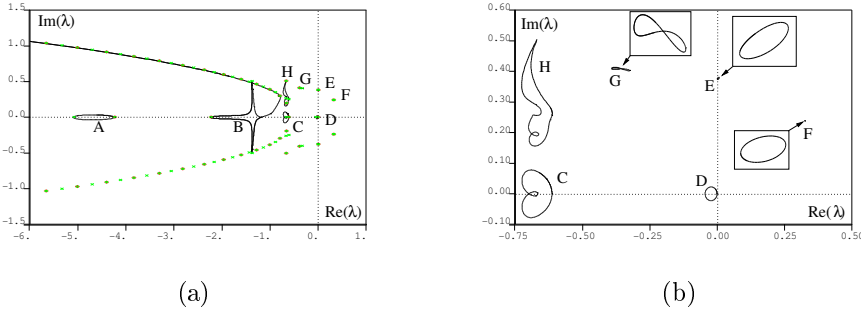 1.5
Im(λ)
1.0
0.5
0.0
-0.5
-1.0
-1.5
H
G
E
F
A
B
C
D
Re(λ)
-6. -5. -4. -3. -2. -1. 0. 1.
(a)
0.60
Im(λ)
0.50
0.40
0.30
0.20
0.10
0.00
-0.10
H
G
E
F
C
D
Re(λ)
-0.75 -0.50 -0.25 0.00 0.25 0.50
(b)